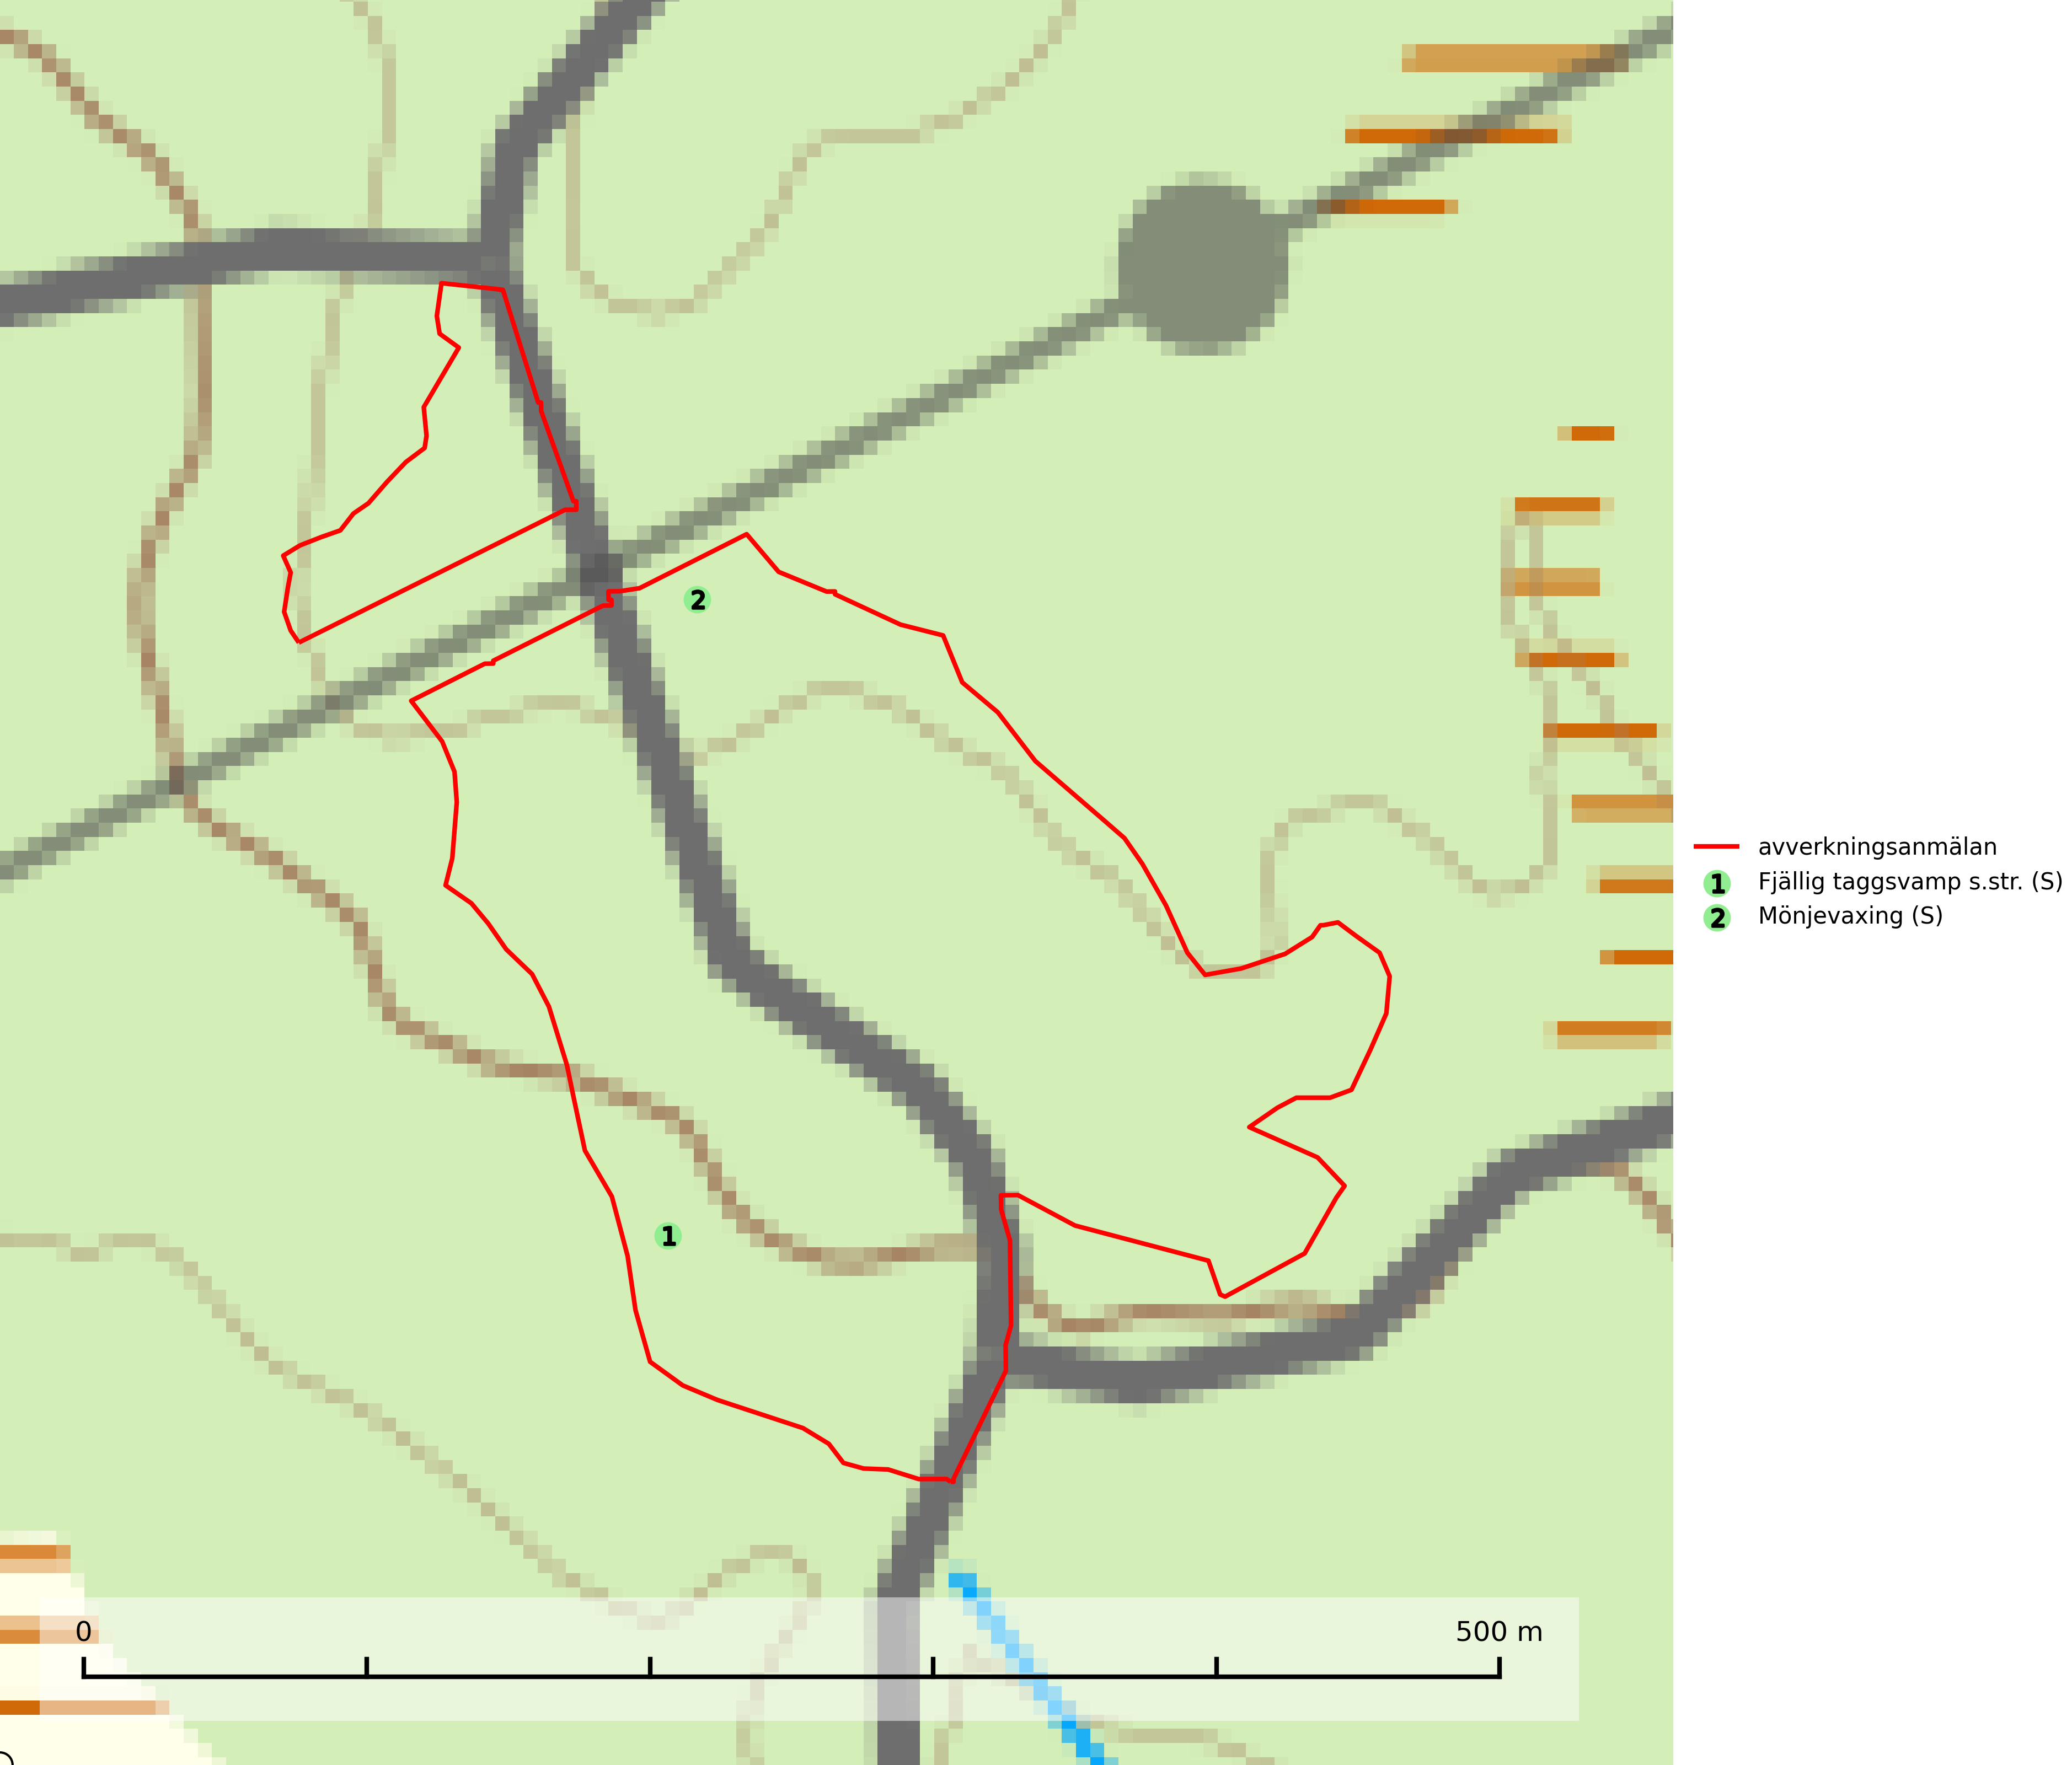 2
1
avverkningsanmälan
1 Fjällig taggsvamp s.str. (S)
2 Mönjevaxing (S)
0 500 m